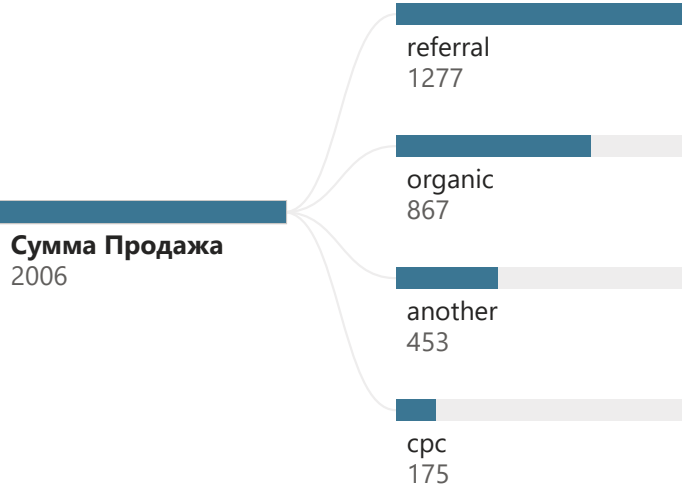 referral
1277
organic
867
Сумма Продажа
2006
another
453
cpc
175